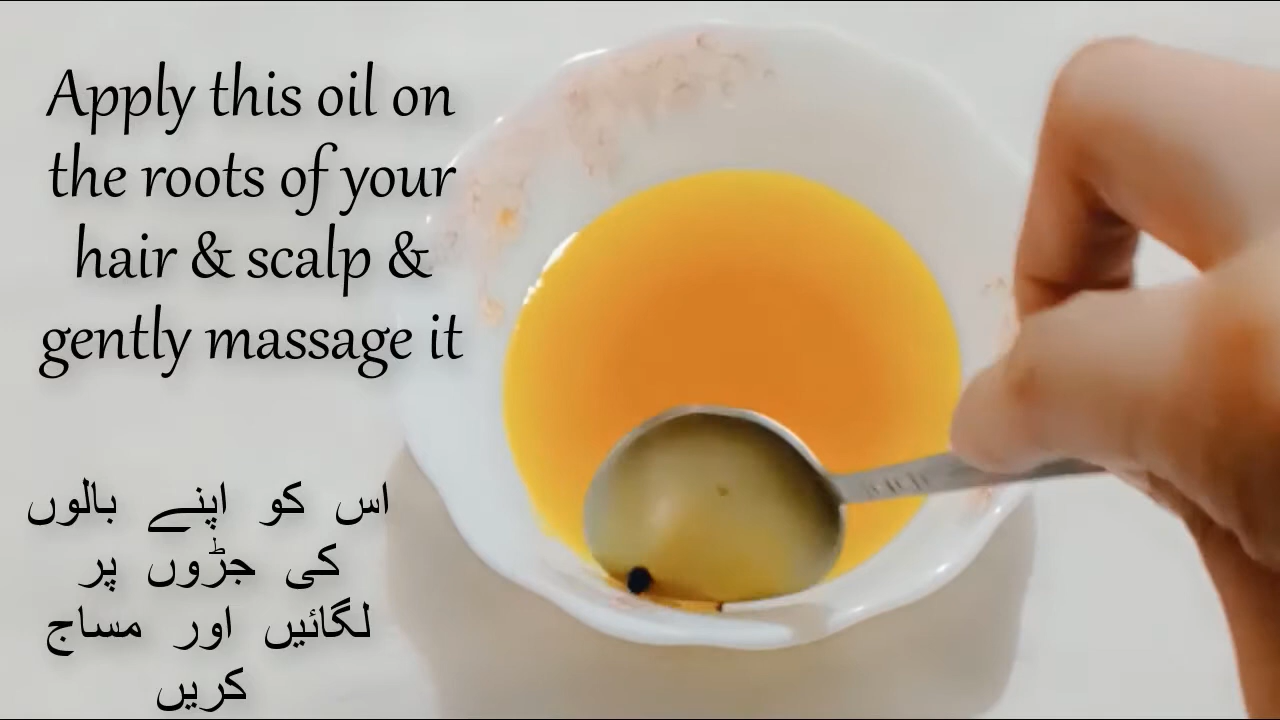 Apply this oil on
the roots of your
hair & scalp &
gently massage it
اس کو اپنے بالوں
کی جڑوں پر
لگائیں اور مساج
کریں